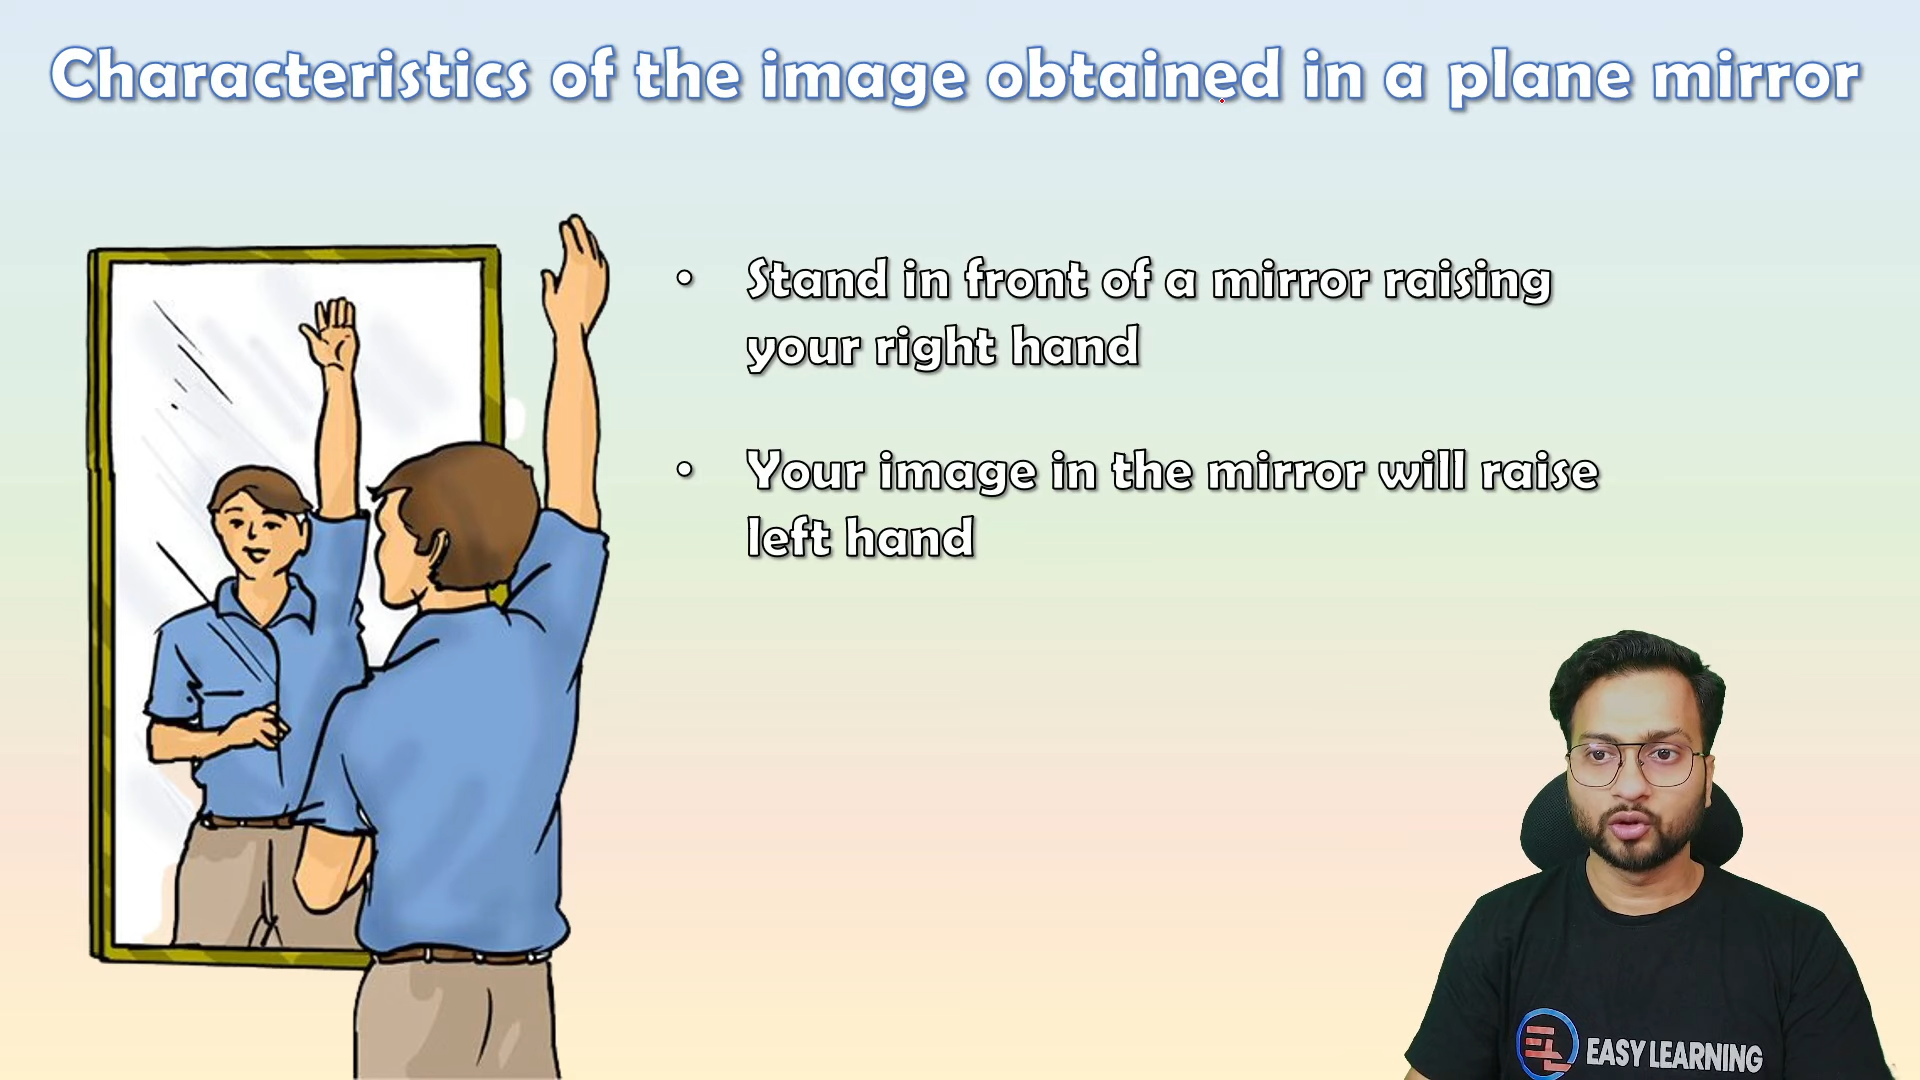 Characteristics of the image obtained in a plane mirror
• Stand in front of a mirror raising
your right hand
• Your image in the mirror will raise
left hand
EL EASY LEARNING